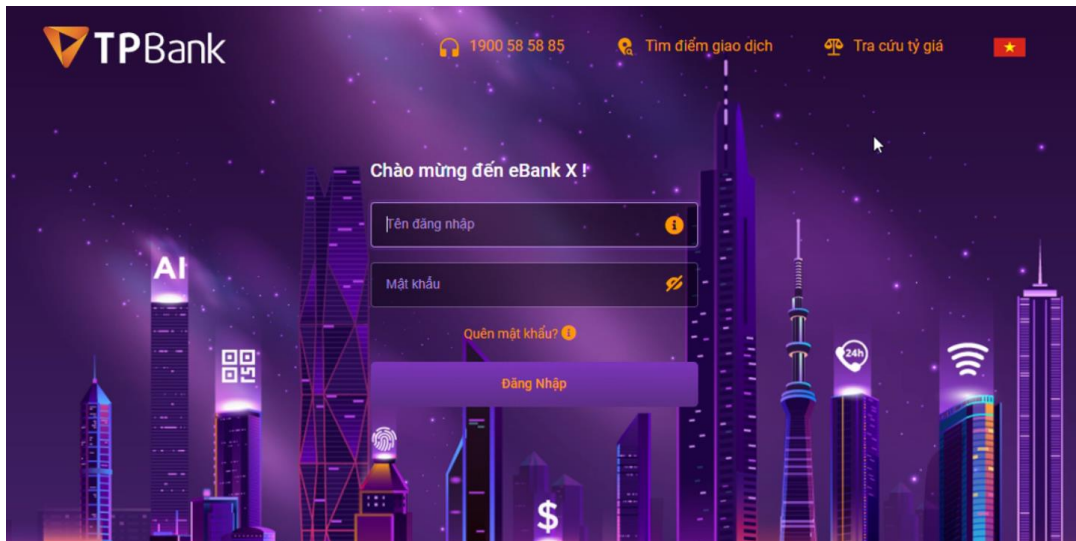 TPBank
1900 58 58 85
Tìm điểm giao dịch
Tra cứu tỷ giá
Chào mừng đến eBank X !
Tên đăng nhập
Mật khẩu
Quên mật khẩu?
Đăng Nhập
AI
24h
$